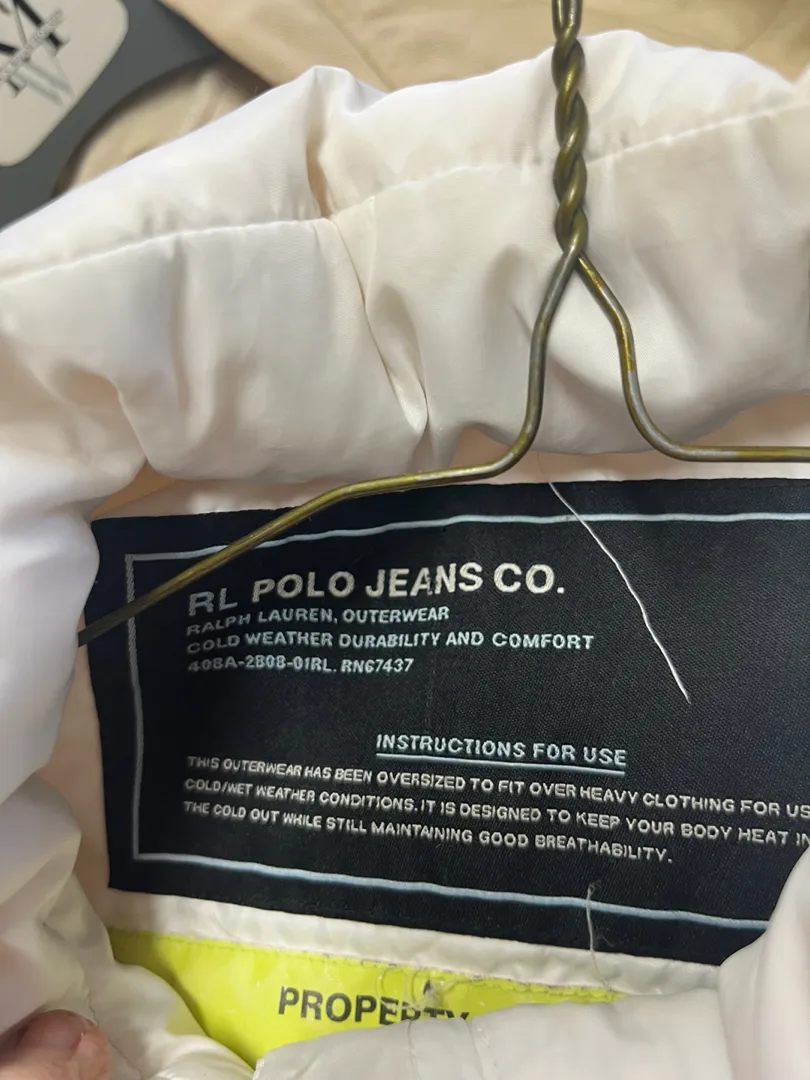 RL POLO JEANS CO.
RALPH LAUREN, OUTERWEAR
COLD WEATHER DURABILITY AND COMFORT
408A-2808-01RL. RN67437
INSTRUCTIONS FOR USE
THIS OUTERWEAR HAS BEEN OVERSIZED TO FIT OVER HEAVY CLOTHING FOR US
COLD/WET WEATHER CONDITIONS. IT IS DESIGNED TO KEEP YOUR BODY HEAT IN
THE COLD OUT WHILE STILL MAINTAINING GOOD BREATHABILITY.
PROPERTY